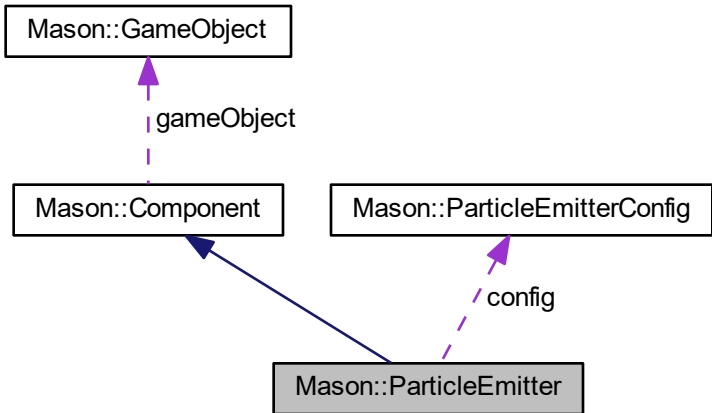 Mason::GameObject
gameObject
Mason::Component
Mason::ParticleEmitterConfig
config
Mason::ParticleEmitter